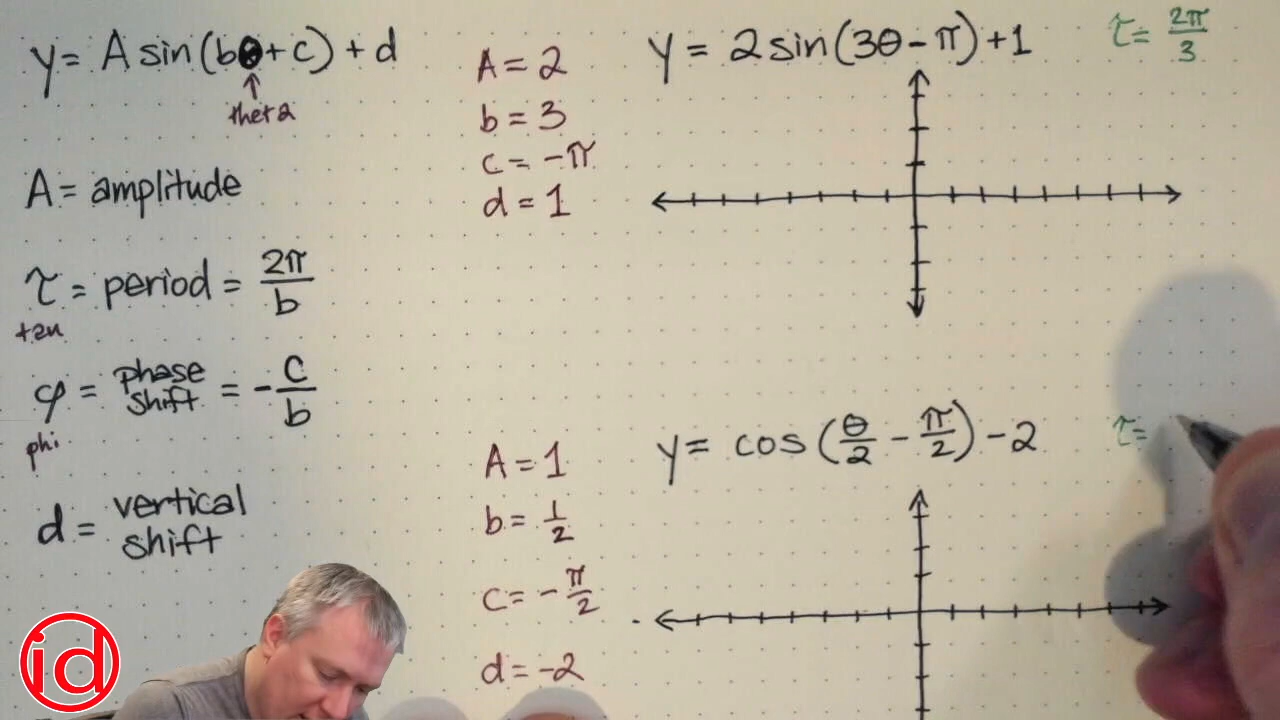 y = A sin(bθ + c) + d
theta
A = amplitude
τ = period = 2π/b
tau
φ = phase shift = - c/b
phi
d = vertical shift
A = 2
b = 3
c = -π
d = 1
y = 2 sin(3θ - π) + 1
τ = 2π/3
A = 1
b = 1/2
c = - π/2
d = -2
y = cos(θ/2 - π/2) - 2
τ =
id